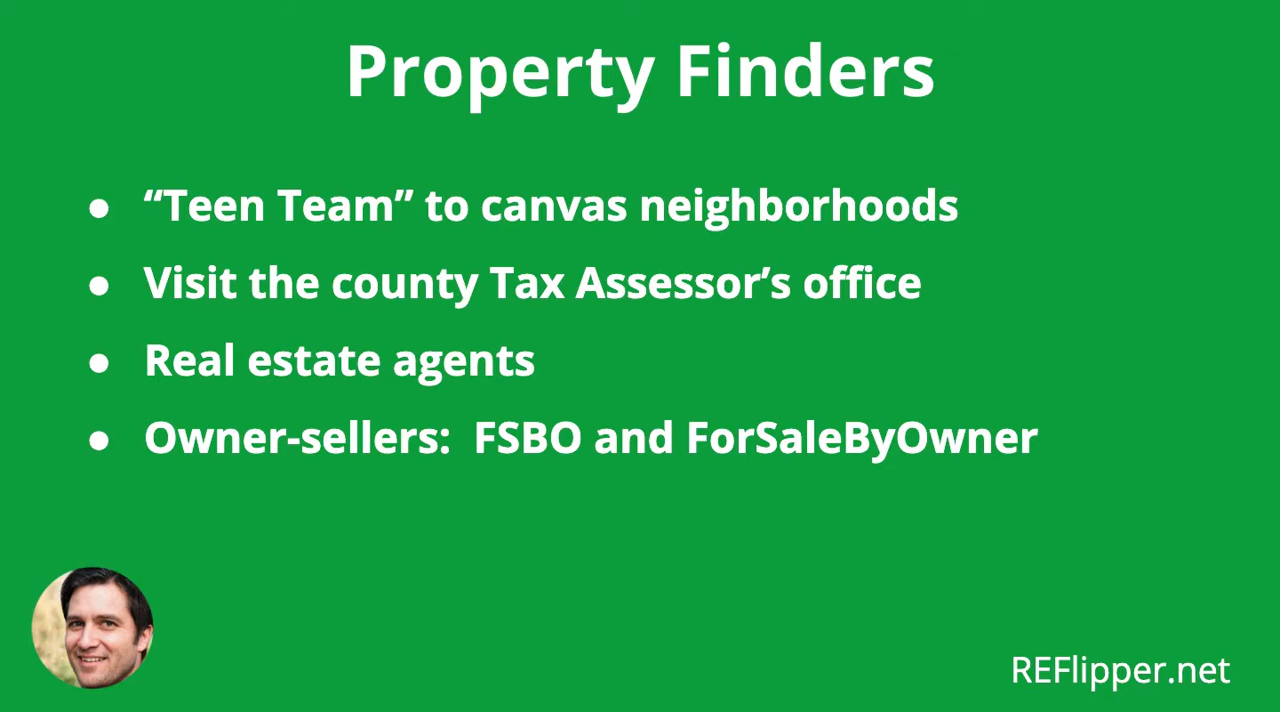 Property Finders
● “Teen Team” to canvas neighborhoods
● Visit the county Tax Assessor’s office
● Real estate agents
● Owner-sellers:  FSBO and ForSaleByOwner
REFlipper.net